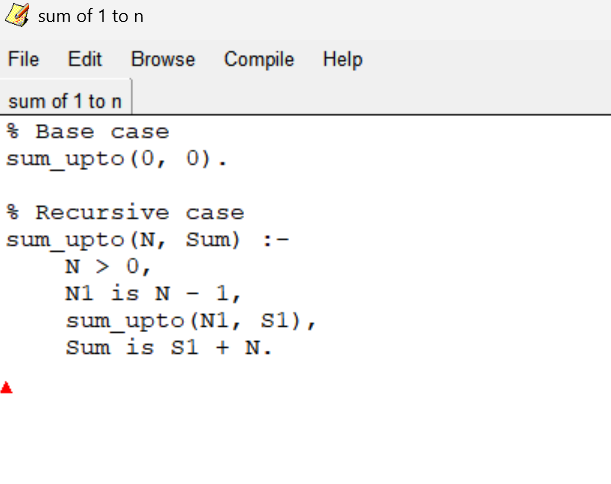 sum of 1 to n
File Edit Browse Compile Help
sum of 1 to n
% Base case
sum_upto(0, 0).
% Recursive case
sum_upto(N, Sum) :-
    N > 0,
    N1 is N - 1,
    sum_upto(N1, S1),
    Sum is S1 + N.